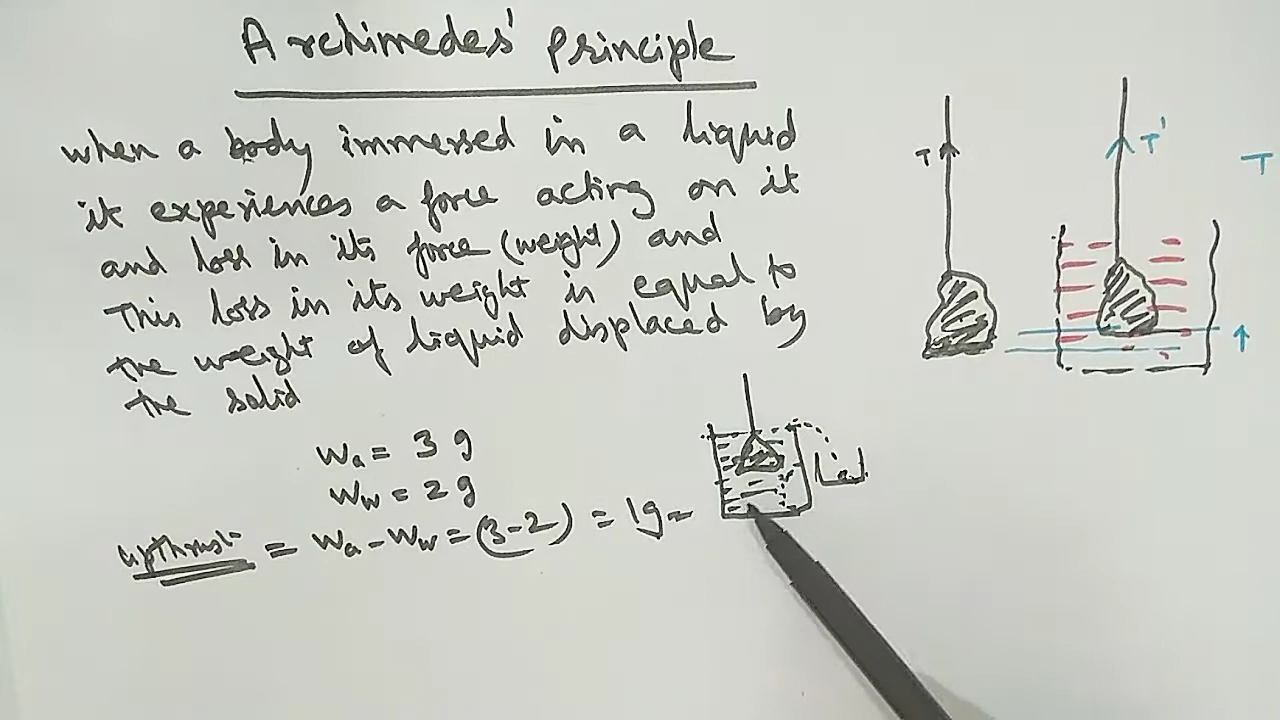 Archimedes' principle
when a body immersed in a liquid
it experiences a force acting on it
and loss in its force (weight) and
This loss in its weight is equal to
the weight of liquid displaced by
the solid
Wa = 3 g
Ww = 2 g
upthrust = Wa - Ww = (3-2) = 1g =
T
T'
T